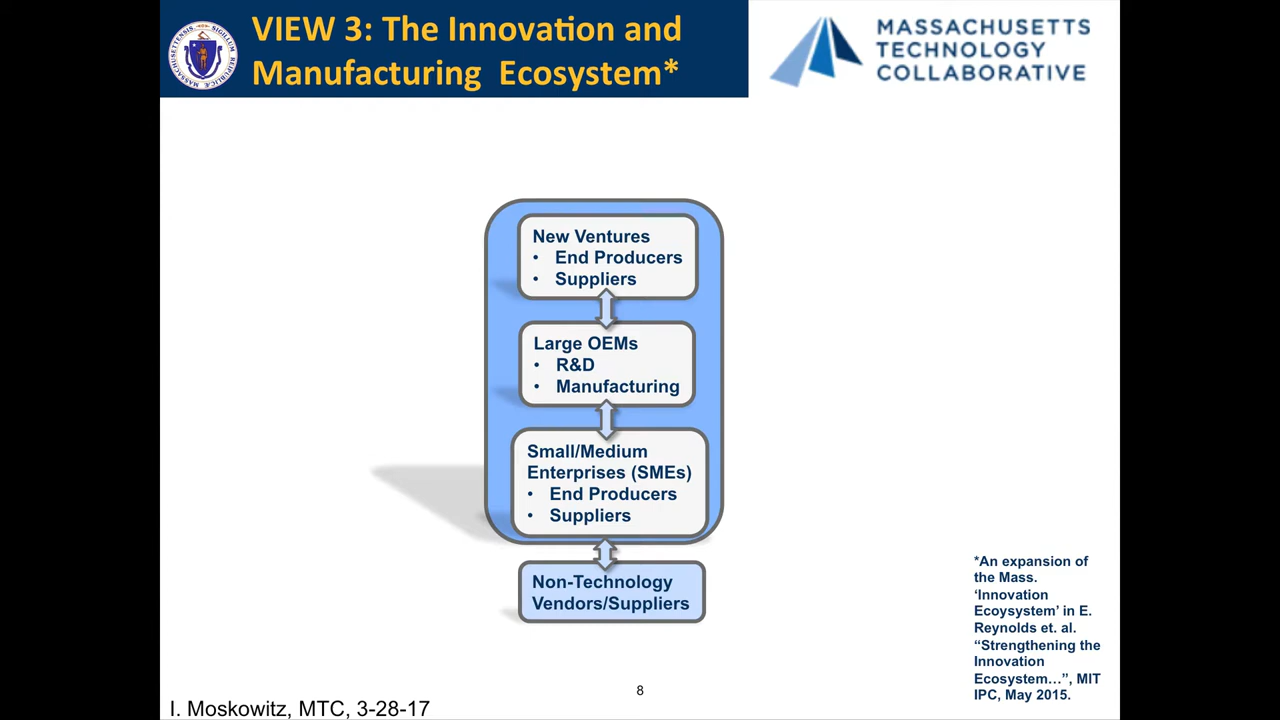 VIEW 3: The Innovation and
Manufacturing Ecosystem*
MASSACHUSETTS
TECHNOLOGY
COLLABORATIVE
New Ventures
• End Producers
• Suppliers
Large OEMs
• R&D
• Manufacturing
Small/Medium
Enterprises (SMEs)
• End Producers
• Suppliers
Non-Technology
Vendors/Suppliers
*An expansion of
the Mass.
‘Innovation
Ecoysystem’ in E.
Reynolds et. al.
“Strengthening the
Innovation
Ecosystem…”, MIT
IPC, May 2015.
8
I. Moskowitz, MTC, 3-28-17